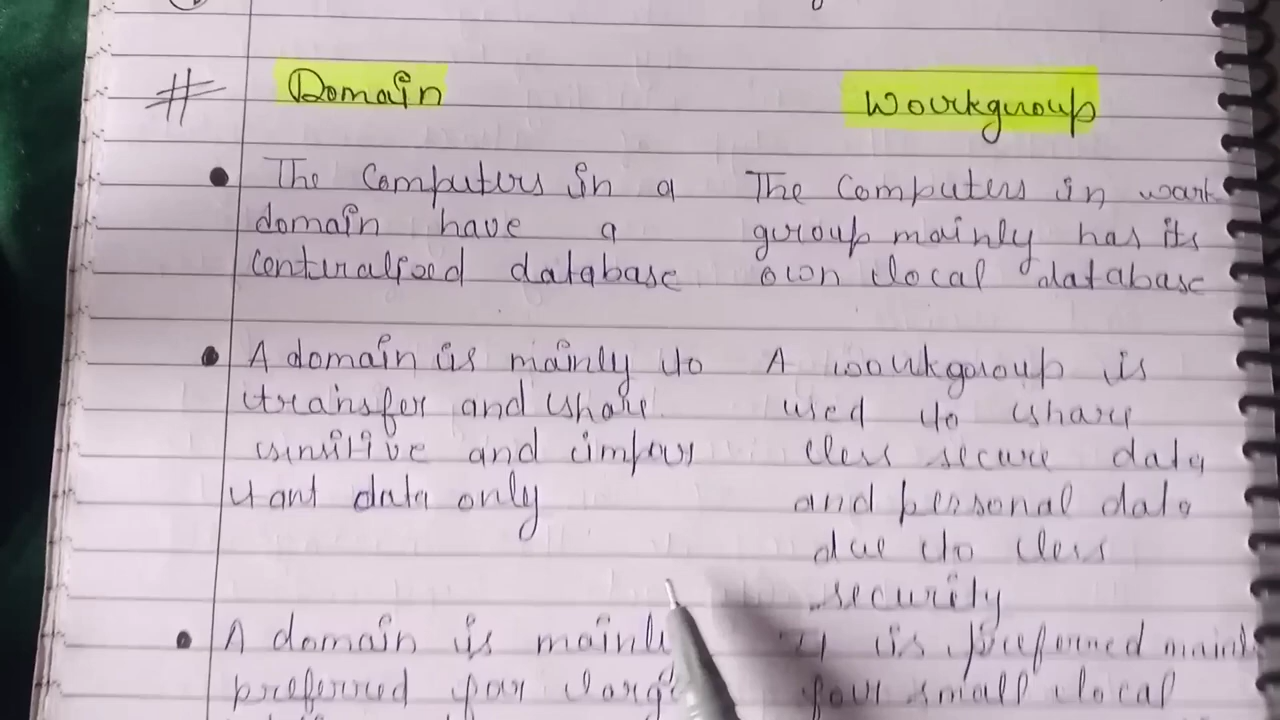 # Domain Workgroup
• The Computers in a The Computers in work
domain have a group mainly has its
Centralized database own local database
• A domain is mainly to A workgroup is
transfer and share used to share
sensitive and impor less secure data
tant data only and personal data
due to less
security
• A domain is mainl It is preferred mainl
preferred for large for small local